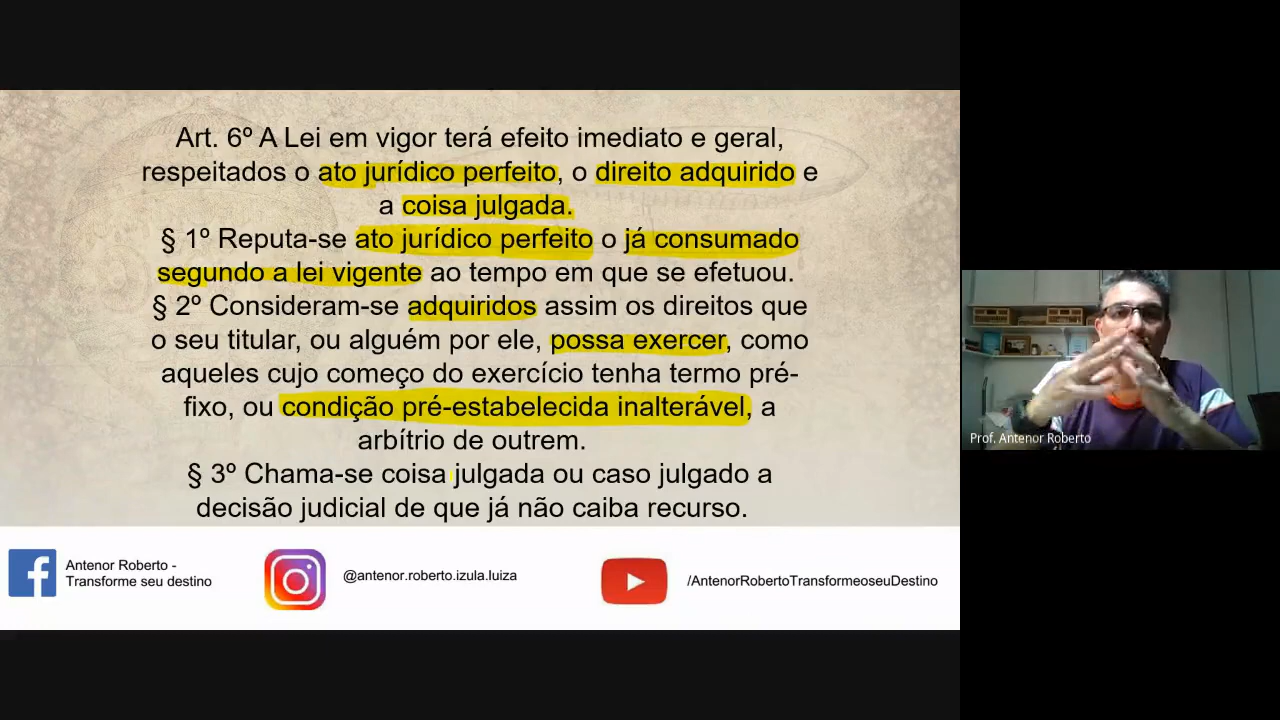 Art. 6º A Lei em vigor terá efeito imediato e geral,
respeitados o ato jurídico perfeito, o direito adquirido e
a coisa julgada.
§ 1º Reputa-se ato jurídico perfeito o já consumado
segundo a lei vigente ao tempo em que se efetuou.
§ 2º Consideram-se adquiridos assim os direitos que
o seu titular, ou alguém por ele, possa exercer, como
aqueles cujo começo do exercício tenha termo pré-
fixo, ou condição pré-estabelecida inalterável, a
arbítrio de outrem.
§ 3º Chama-se coisa julgada ou caso julgado a
decisão judicial de que já não caiba recurso.
Antenor Roberto -
Transforme seu destino
@antenor.roberto.izula.luiza
/AntenorRobertoTransformeoseuDestino
Prof. Antenor Roberto